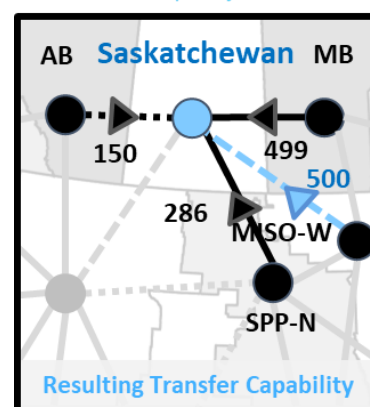 AB Saskatchewan MB
150
499
500
286
MISO-W
SPP-N
Resulting Transfer Capability